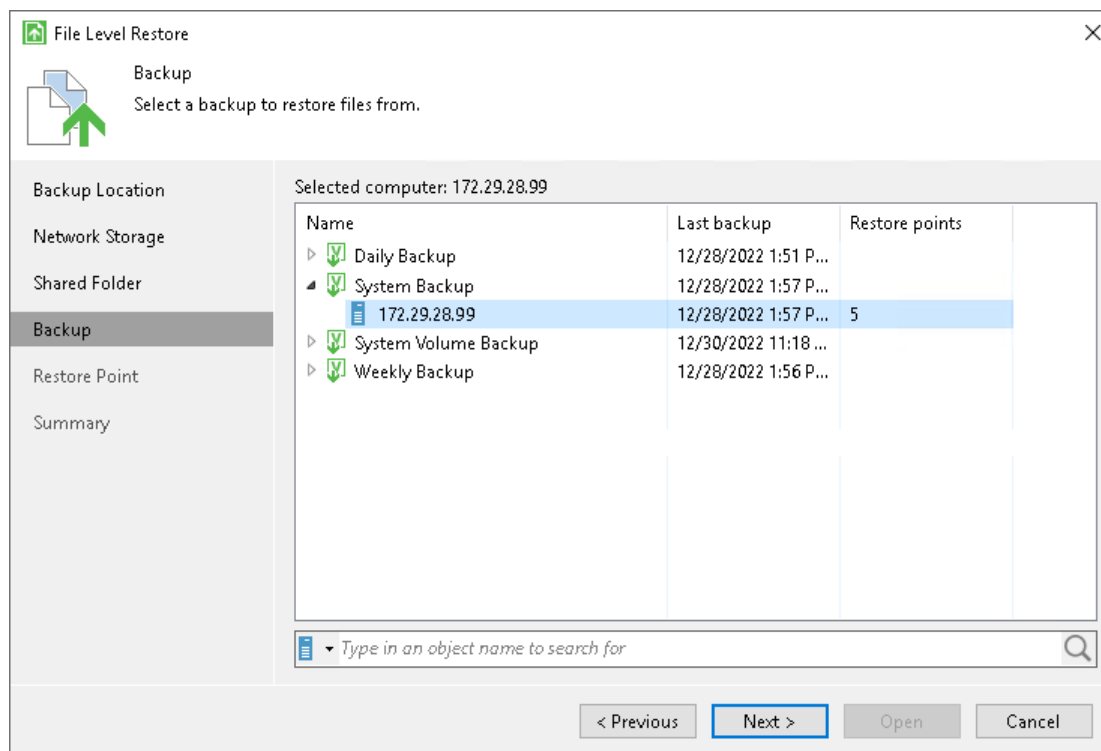 File Level Restore
Backup
Select a backup to restore files from.
Backup Location
Network Storage
Shared Folder
Backup
Restore Point
Summary
Selected computer: 172.29.28.99
Name Last backup Restore points
Daily Backup 12/28/2022 1:51 P...
System Backup 12/28/2022 1:57 P...
172.29.28.99 12/28/2022 1:57 P... 5
System Volume Backup 12/30/2022 11:18 ...
Weekly Backup 12/28/2022 1:56 P...
Type in an object name to search for
< Previous Next > Open Cancel